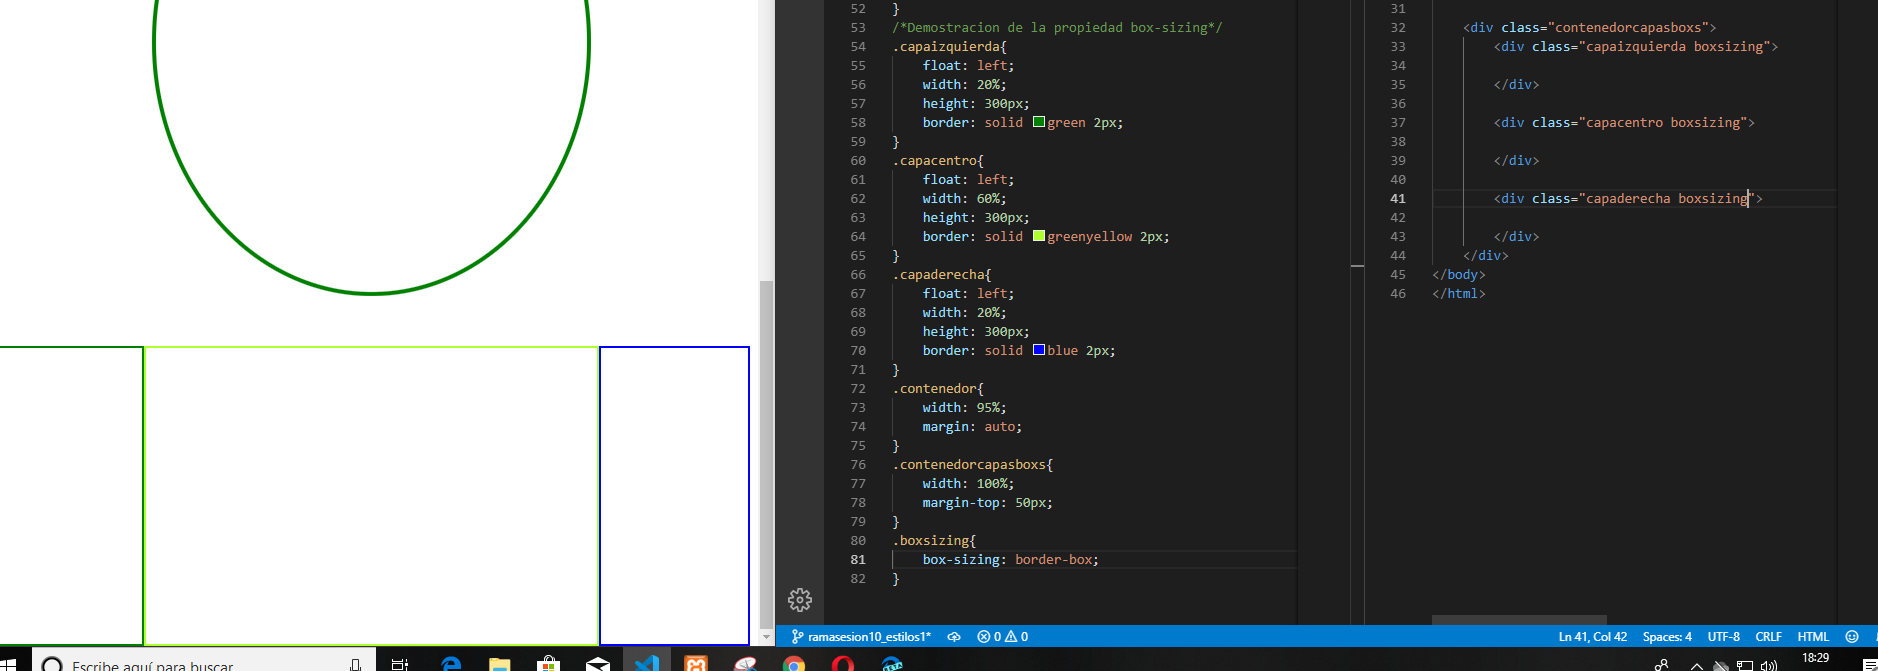 52 }
53 /*Demostracion de la propiedad box-sizing*/
54 .capaizquierda{
55 float: left;
56 width: 20%;
57 height: 300px;
58 border: solid green 2px;
59 }
60 .capacentro{
61 float: left;
62 width: 60%;
63 height: 300px;
64 border: solid greenyellow 2px;
65 }
66 .capaderecha{
67 float: left;
68 width: 20%;
69 height: 300px;
70 border: solid blue 2px;
71 }
72 .contenedor{
73 width: 95%;
74 margin: auto;
75 }
76 .contenedorcapasboxs{
77 width: 100%;
78 margin-top: 50px;
79 }
80 .boxsizing{
81 box-sizing: border-box;
82 }
31
32 <div class="contenedorcapasboxs">
33 <div class="capaizquierda boxsizing">
34
35 </div>
36
37 <div class="capacentro boxsizing">
38
39 </div>
40
41 <div class="capaderecha boxsizing">
42
43 </div>
44 </div>
45 </body>
46 </html>
ramasesion10_estilos1* 0 0 Ln 41, Col 42 Spaces: 4 UTF-8 CRLF HTML
Escribe aquí para buscar 18:29